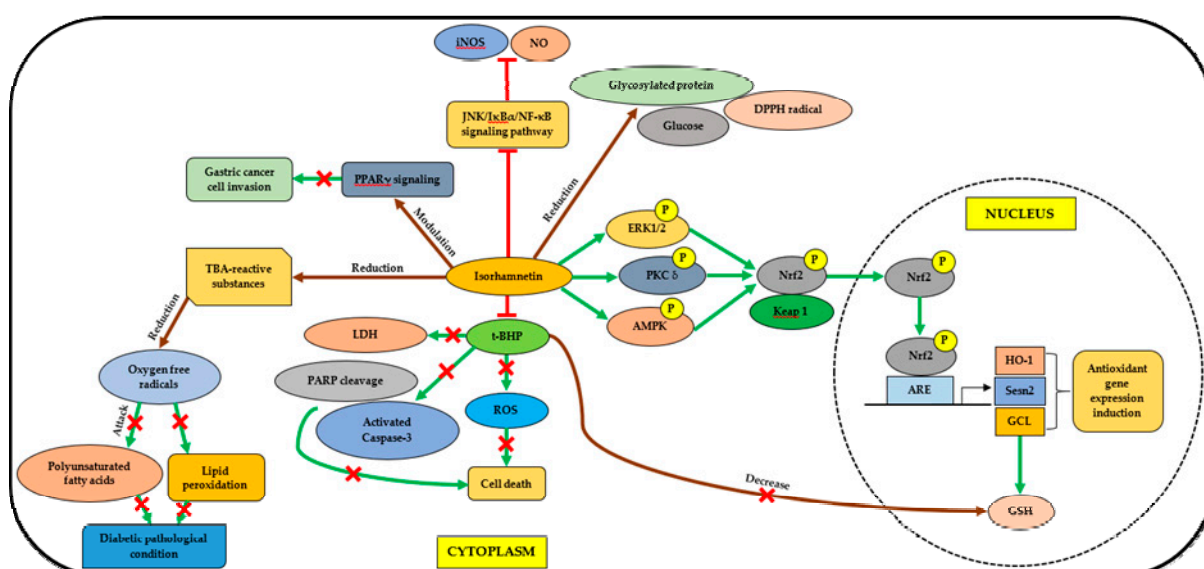 iNOS
NO
Glycosylated protein
DPPH radical
Glucose
JNK/IκBα/NF-κB
signaling pathway
Gastric cancer
cell invasion
PPARγ signaling
Modulation
Reduction
P
ERK1/2
NUCLEUS
TBA-reactive
substances
Reduction
Isorhamnetin
P
PKC δ
P
Nrf2
Keap 1
P
Nrf2
P
AMPK
Reduction
LDH
t-BHP
P
Nrf2
ARE
HO-1
Sesn2
GCL
Antioxidant
gene
expression
induction
Oxygen free
radicals
PARP cleavage
Activated
Caspase-3
ROS
Attack
Polyunsaturated
fatty acids
Lipid
peroxidation
Cell death
Decrease
GSH
Diabetic pathological
condition
CYTOPLASM